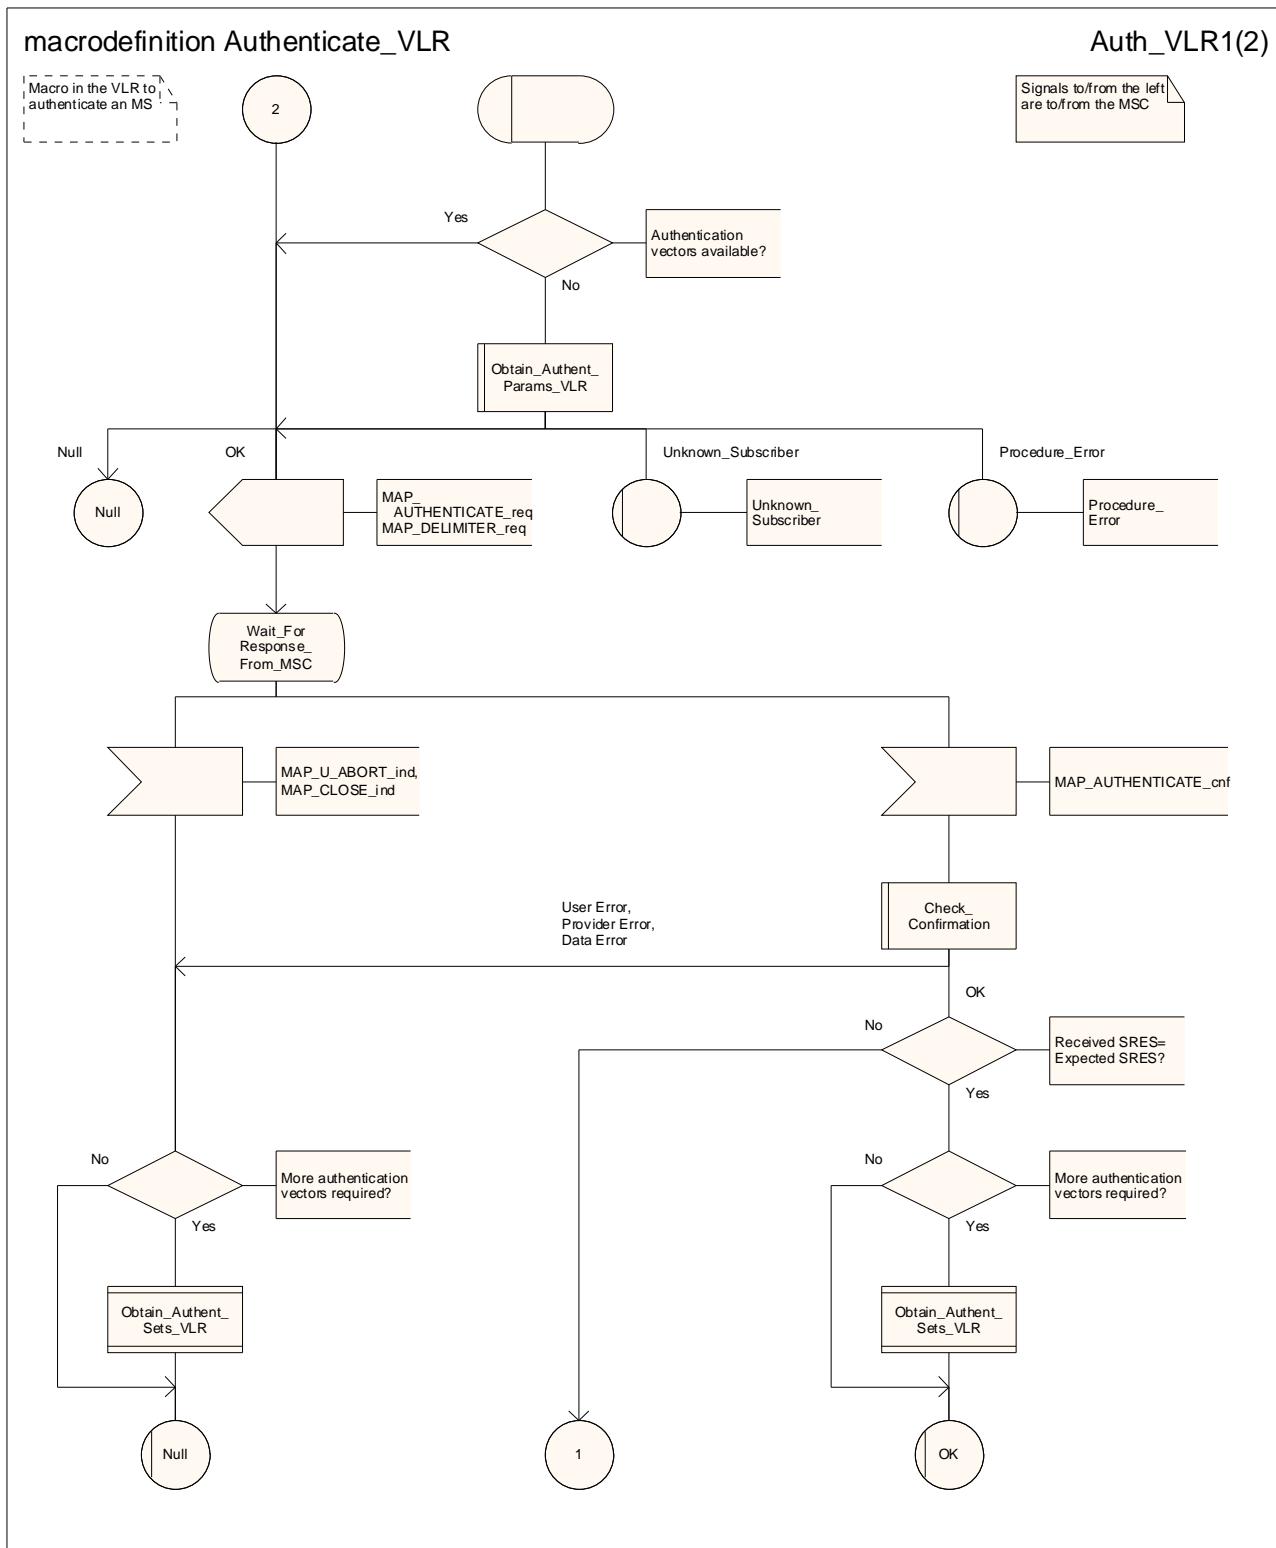 macrodefinition Authenticate_VLR
Auth_VLR1(2)
Macro in the VLR to
authenticate an MS
2
Signals to/from the left
are to/from the MSC
Yes
Authentication
vectors available?
No
Obtain_Authent_
Params_VLR
Null
OK
Unknown_Subscriber
Procedure_Error
Null
MAP_
AUTHENTICATE_req
MAP_DELIMITER_req
Unknown_
Subscriber
Procedure_
Error
Wait_For
Response_
From_MSC
MAP_U_ABORT_ind,
MAP_CLOSE_ind
MAP_AUTHENTICATE_cnf
User Error,
Provider Error,
Data Error
Check_
Confirmation
OK
No
Received SRES=
Expected SRES?
Yes
No
More authentication
vectors required?
Yes
No
More authentication
vectors required?
Yes
Obtain_Authent_
Sets_VLR
Obtain_Authent_
Sets_VLR
Null
1
OK